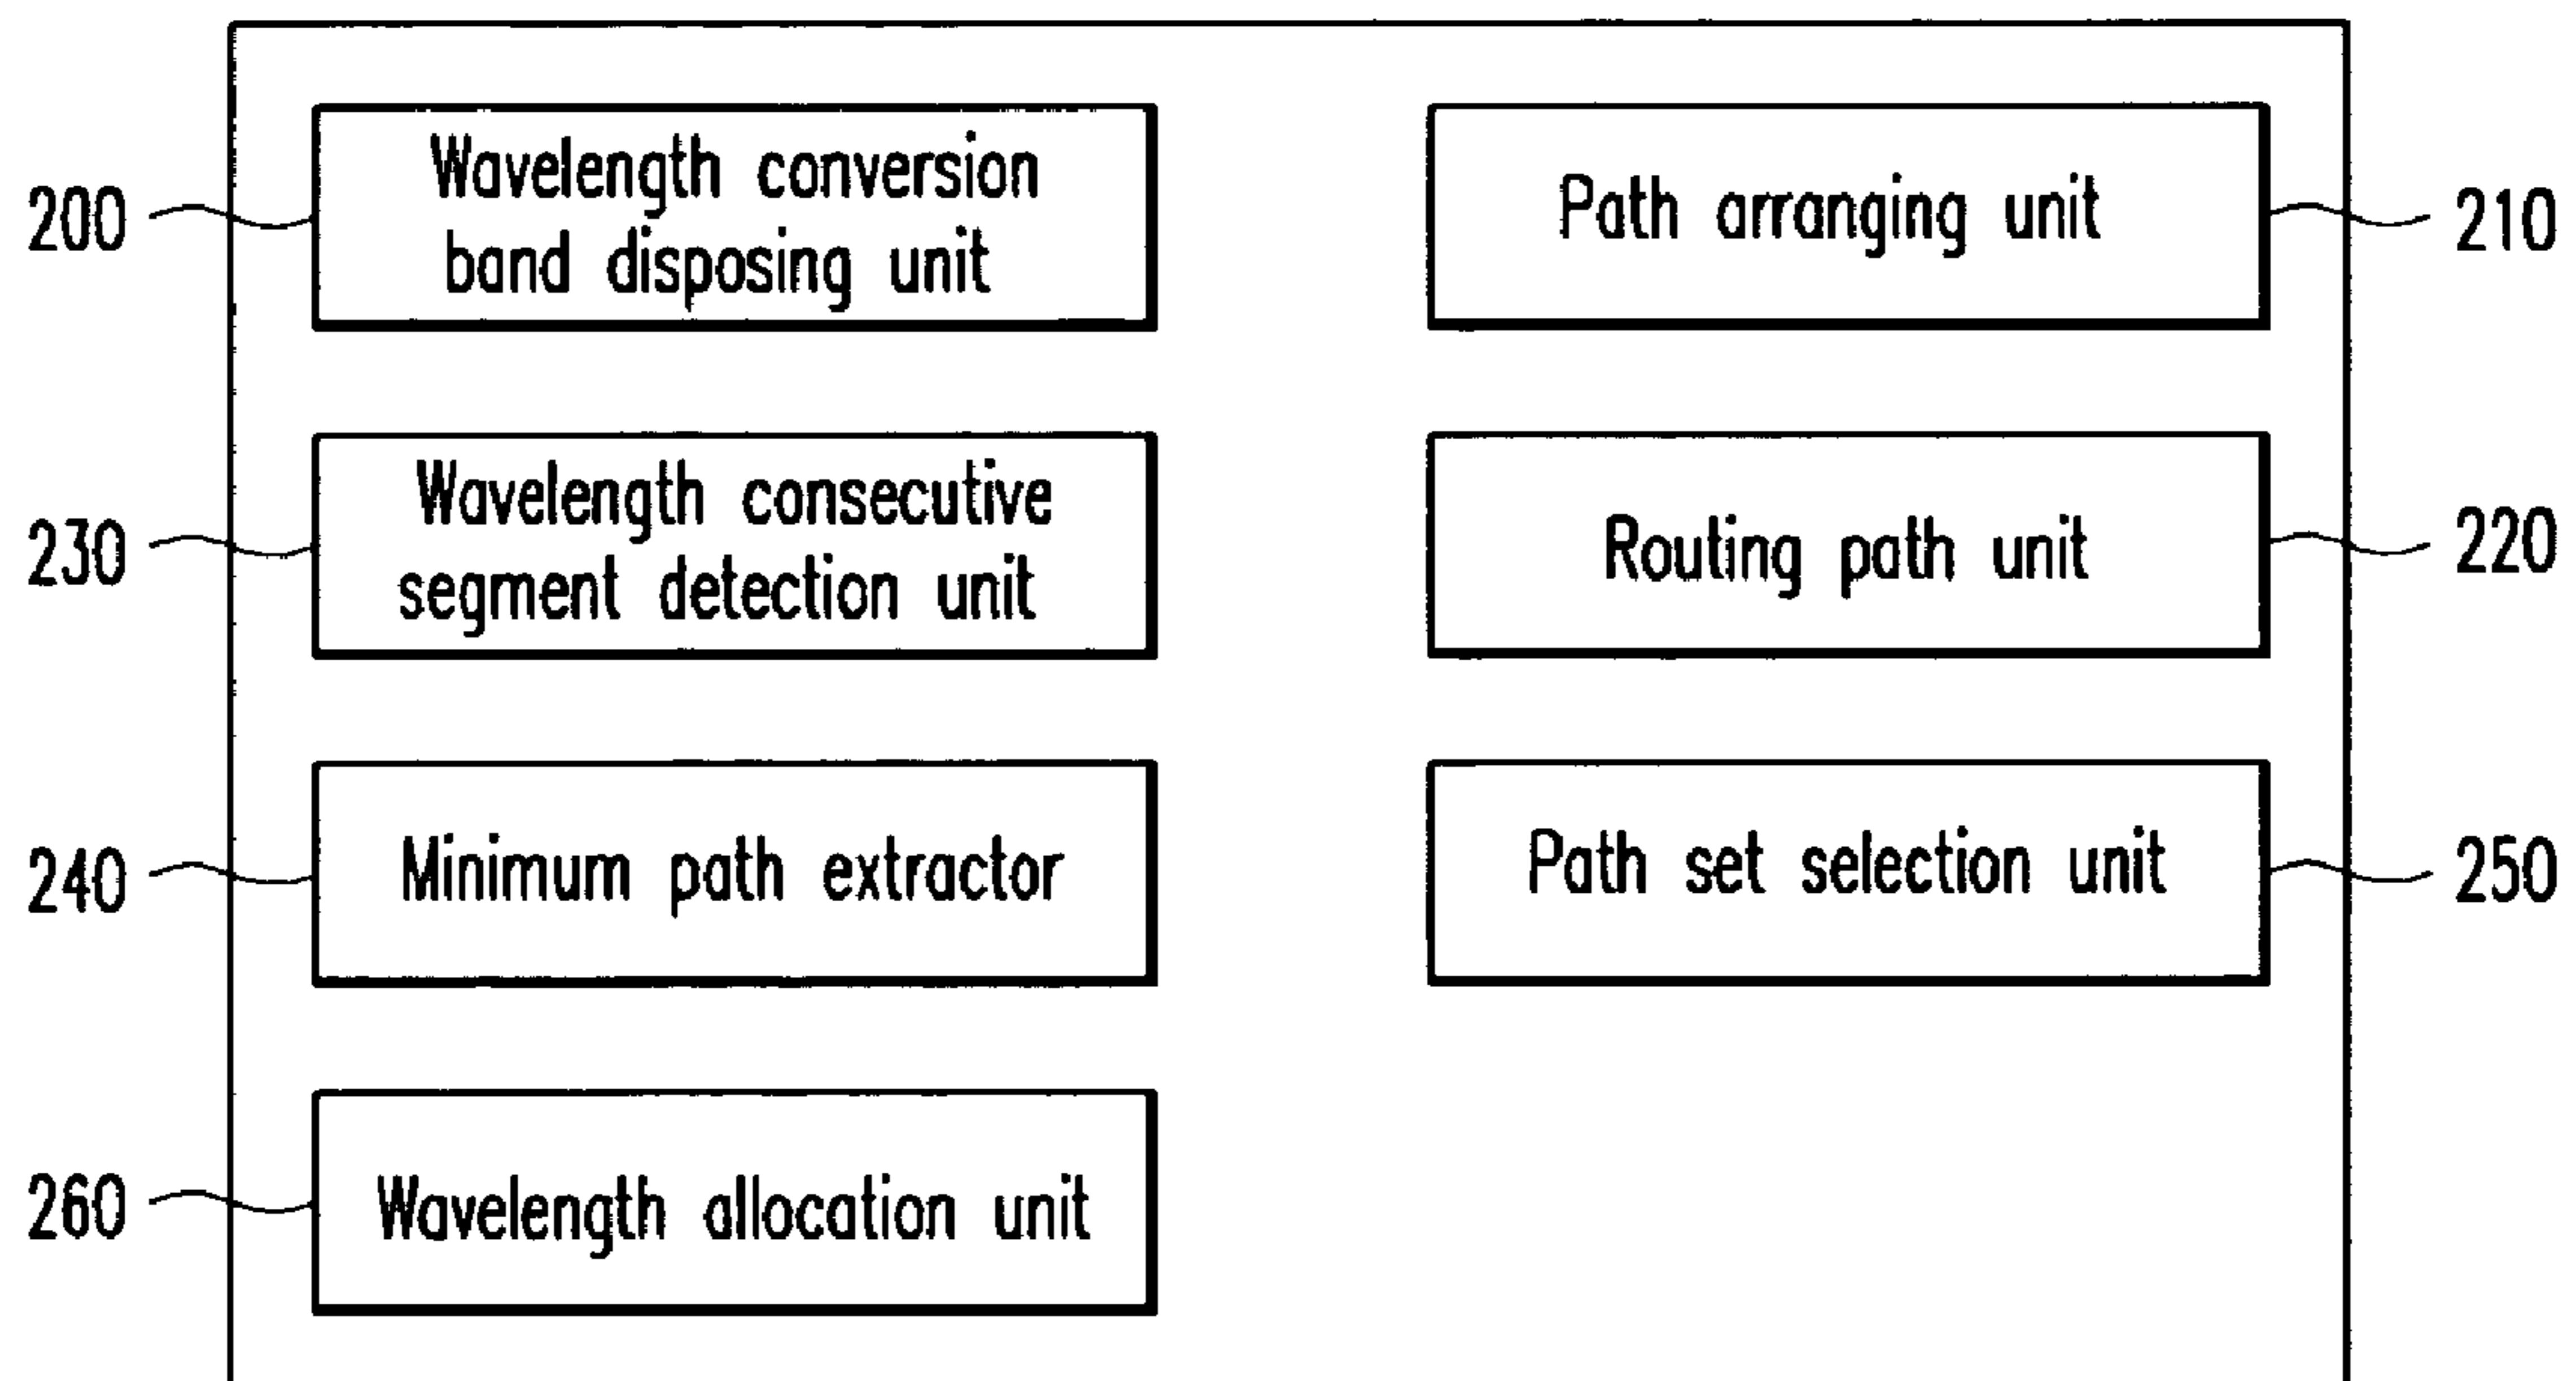 200
Wavelength conversion
band disposing unit
Path arranging unit
210
230
Wavelength consecutive
segment detection unit
Routing path unit
220
240
Minimum path extractor
Path set selection unit
250
260
Wavelength allocation unit